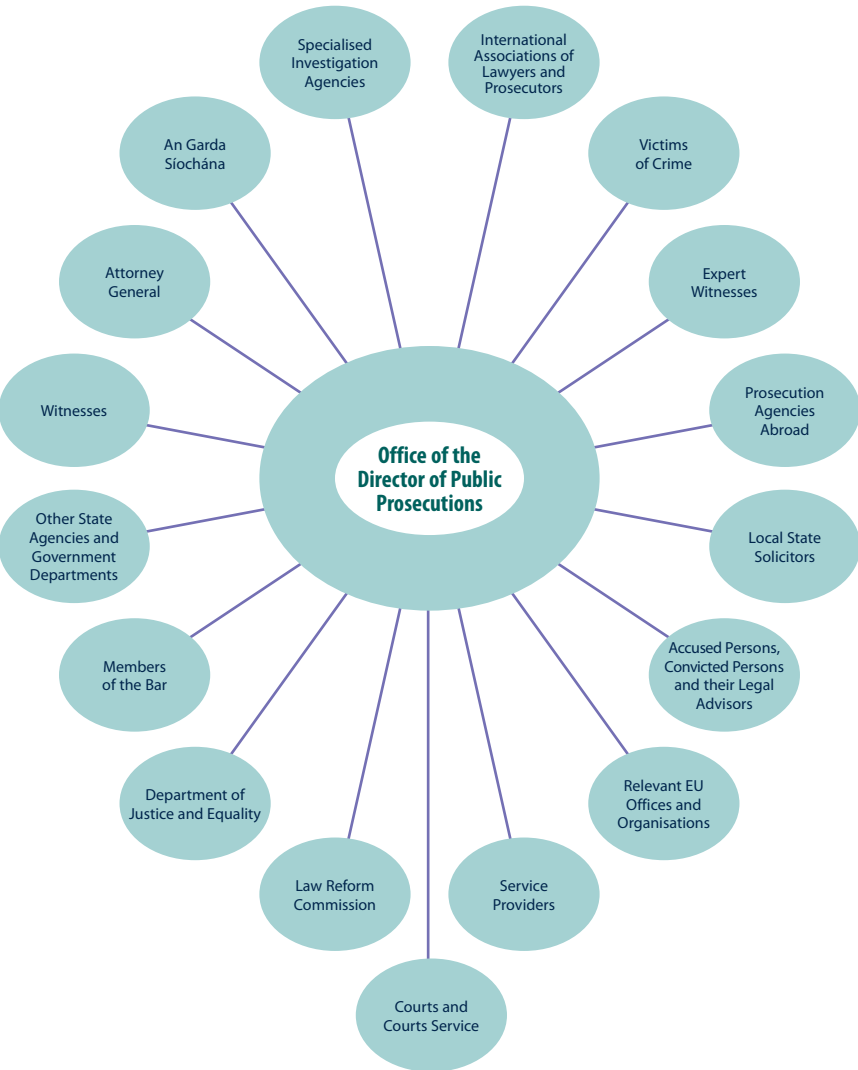 Specialised
Investigation
Agencies
International
Associations of
Lawyers and
Prosecutors
An Garda
Síochána
Victims
of Crime
Attorney
General
Expert
Witnesses
Witnesses
Prosecution
Agencies
Abroad
Office of the
Director of Public
Prosecutions
Other State
Agencies and
Government
Departments
Local State
Solicitors
Members
of the Bar
Accused Persons,
Convicted Persons
and their Legal
Advisors
Department of
Justice and Equality
Relevant EU
Offices and
Organisations
Law Reform
Commission
Service
Providers
Courts and
Courts Service